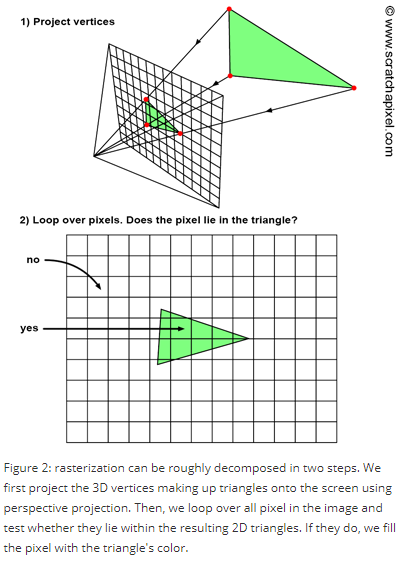 1) Project vertices
© www.scratchapixel.com
2) Loop over pixels. Does the pixel lie in the triangle?
no
yes
Figure 2: rasterization can be roughly decomposed in two steps. We
first project the 3D vertices making up triangles onto the screen using
perspective projection. Then, we loop over all pixel in the image and
test whether they lie within the resulting 2D triangles. If they do, we fill
the pixel with the triangle's color.